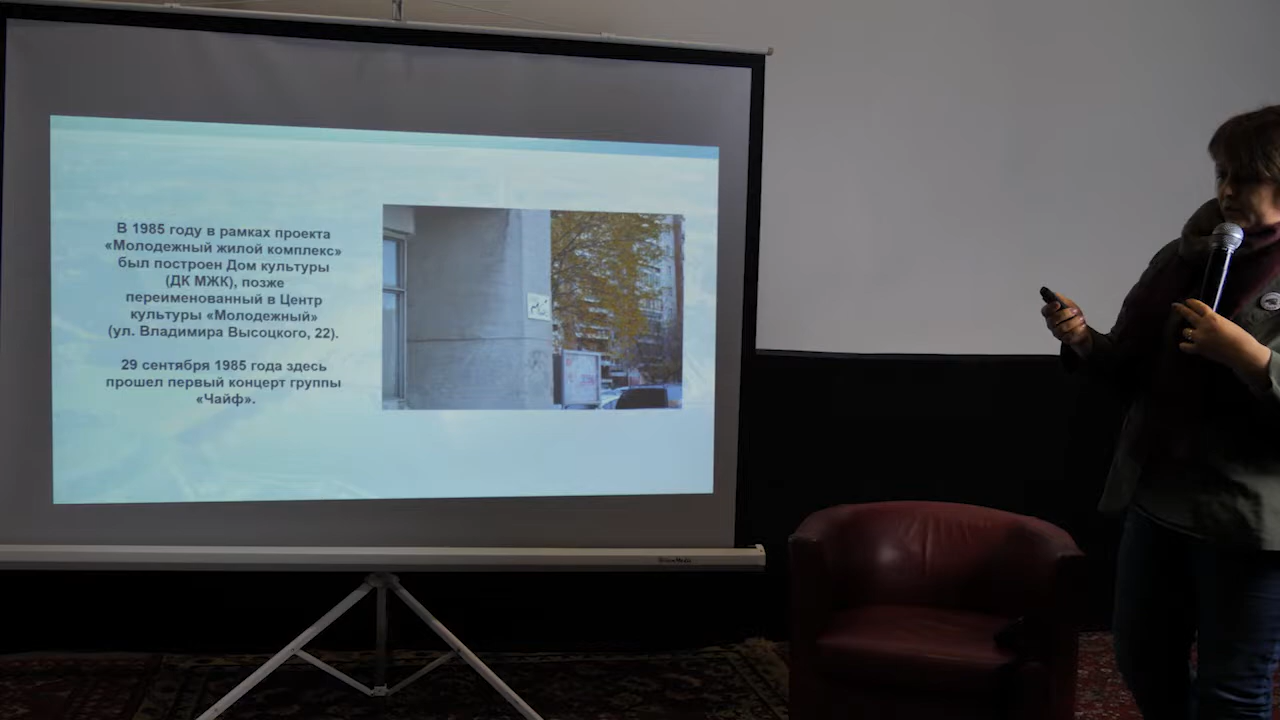 В 1985 году в рамках проекта
«Молодежный жилой комплекс»
был построен Дом культуры
(ДК МЖК), позже
переименованный в Центр
культуры «Молодежный»
(ул. Владимира Высоцкого, 22).
29 сентября 1985 года здесь
прошел первый концерт группы
«Чайф».